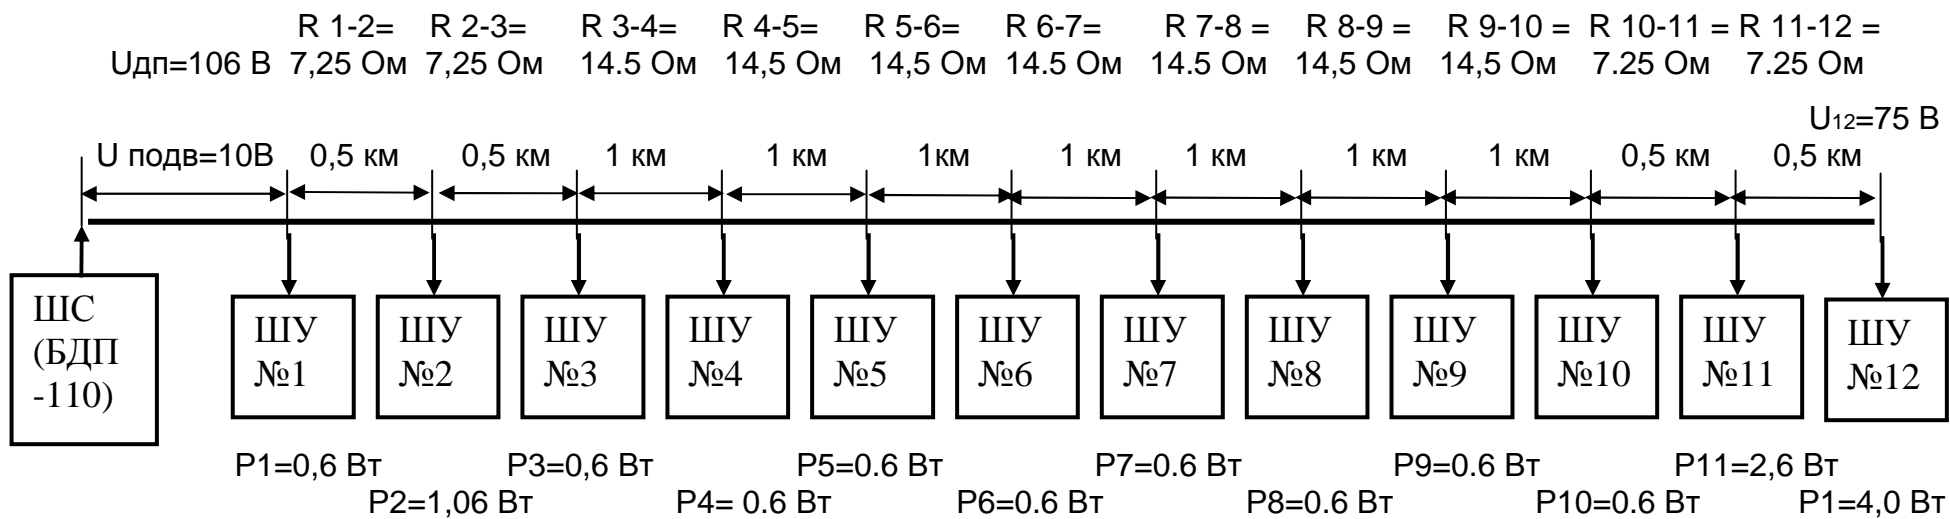 R 1-2= R 2-3= R 3-4= R 4-5= R 5-6= R 6-7= R 7-8 = R 8-9 = R 9-10 = R 10-11 = R 11-12 =
Uдп=106 В 7,25 Ом 7,25 Ом 14.5 Ом 14,5 Ом 14,5 Ом 14.5 Ом 14.5 Ом 14,5 Ом 14,5 Ом 7.25 Ом 7.25 Ом
U12=75 В
U подв=10В 0,5 км 0,5 км 1 км 1 км 1км 1 км 1 км 1 км 1 км 0,5 км 0,5 км
ШС
(БДП
-110)
ШУ
№1
ШУ
№2
ШУ
№3
ШУ
№4
ШУ
№5
ШУ
№6
ШУ
№7
ШУ
№8
ШУ
№9
ШУ
№10
ШУ
№11
ШУ
№12
P1=0,6 Вт P3=0,6 Вт P5=0.6 Вт P7=0.6 Вт P9=0.6 Вт P11=2,6 Вт
P2=1,06 Вт P4= 0.6 Вт P6=0.6 Вт P8=0.6 Вт P10=0.6 Вт P1=4,0 Вт